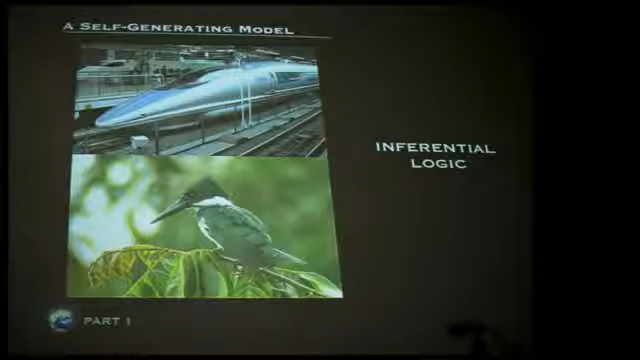 A SELF-GENERATING MODEL
INFERENTIAL
LOGIC
PART 1